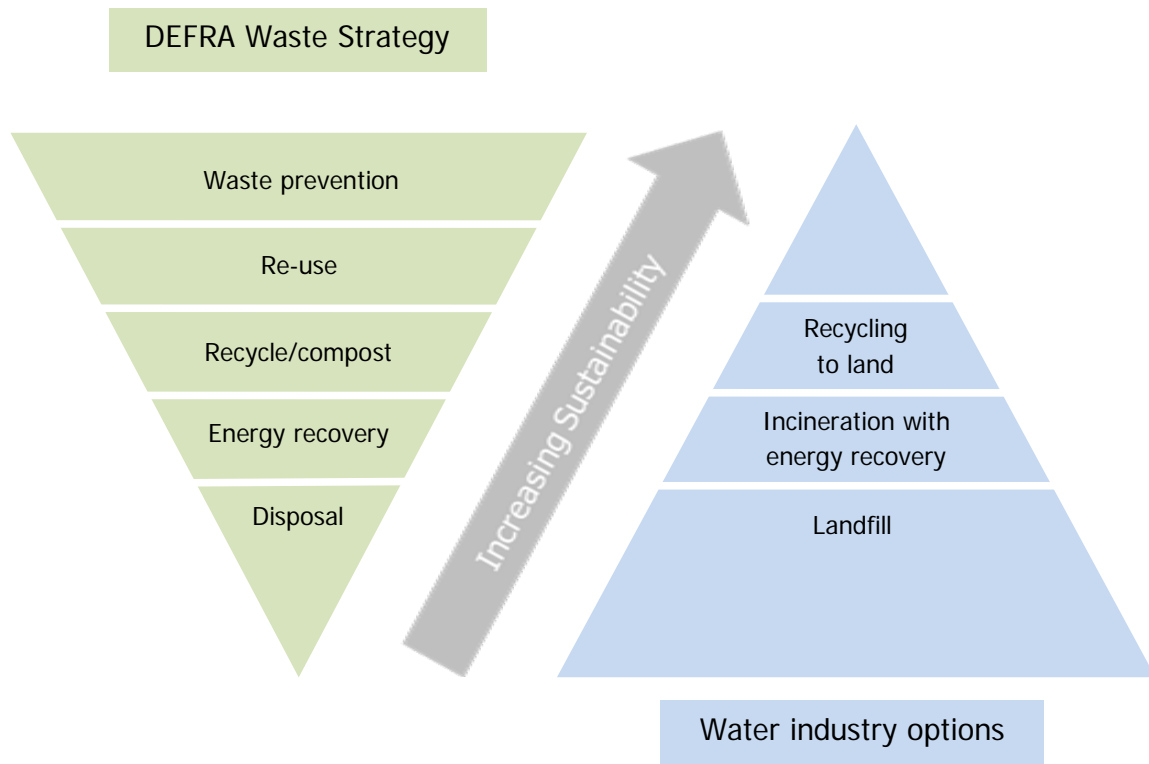 DEFRA Waste Strategy
Waste prevention
Re-use
Recycle/compost
Energy recovery
Disposal
Increasing Sustainability
Recycling
to land
Incineration with
energy recovery
Landfill
Water industry options